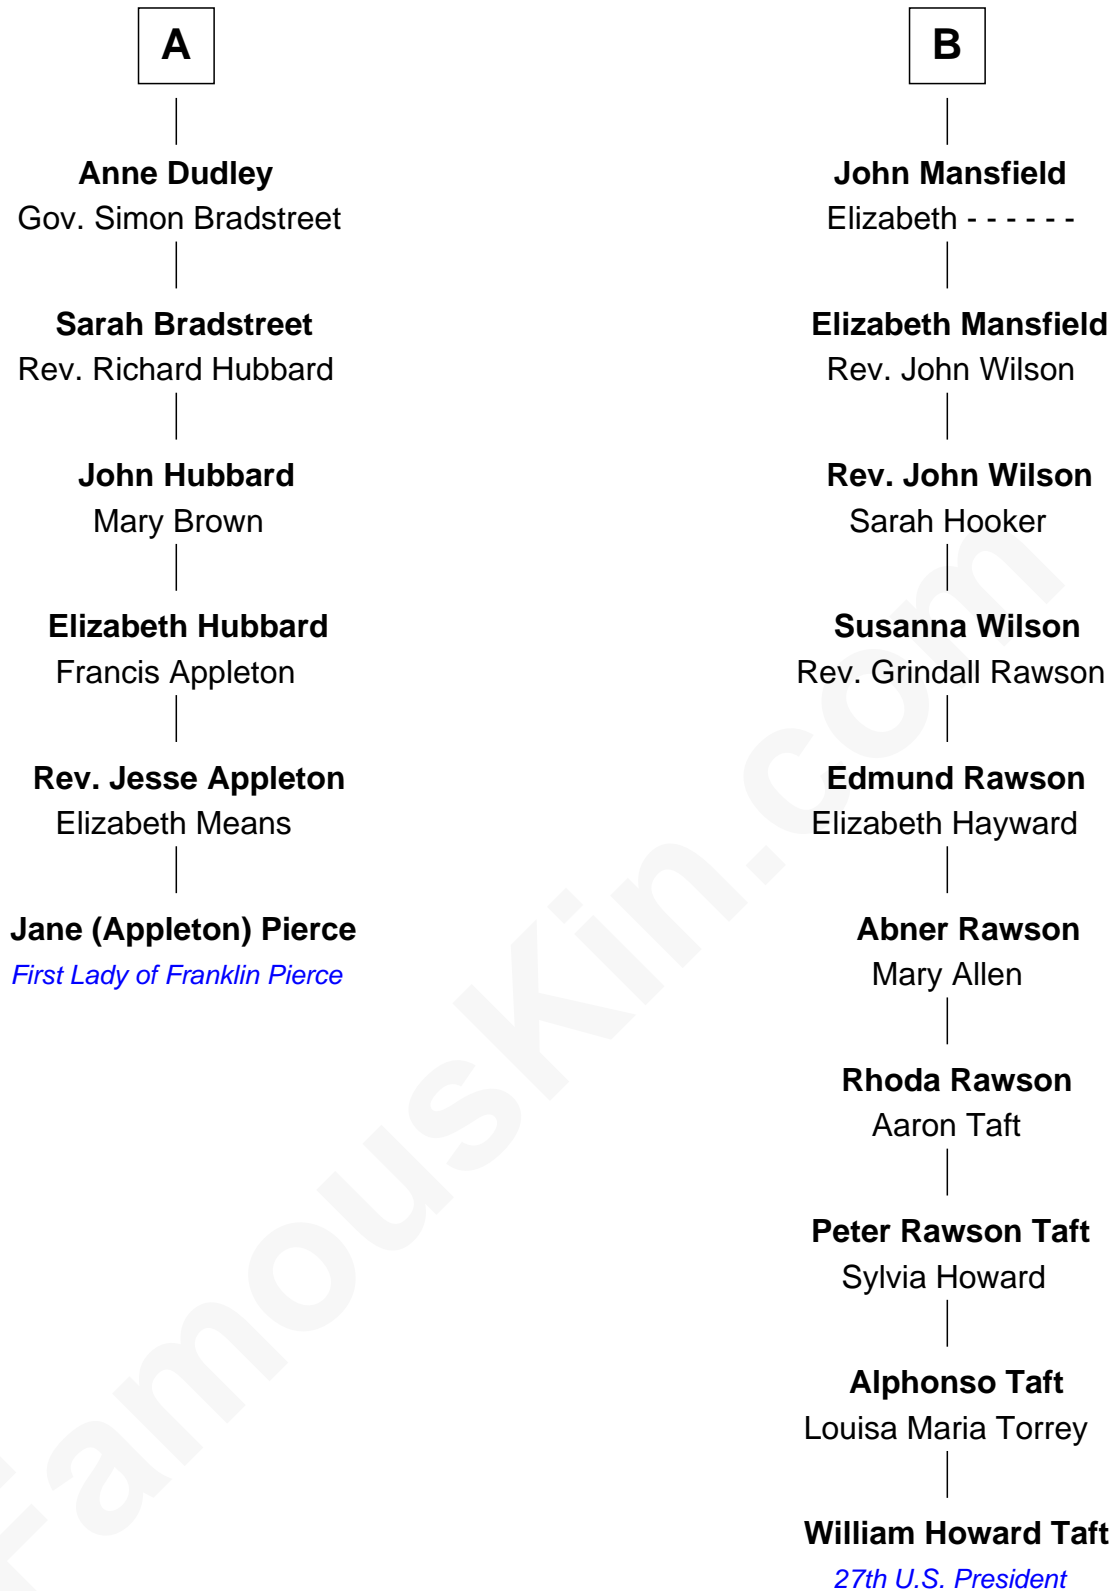 A
Anne Dudley
Gov. Simon Bradstreet
Sarah Bradstreet
Rev. Richard Hubbard
John Hubbard
Mary Brown
Elizabeth Hubbard
Francis Appleton
Rev. Jesse Appleton
Elizabeth Means
Jane (Appleton) Pierce
First Lady of Franklin Pierce
B
John Mansfield
Elizabeth - - - - - -
Elizabeth Mansfield
Rev. John Wilson
Rev. John Wilson
Sarah Hooker
Susanna Wilson
Rev. Grindall Rawson
Edmund Rawson
Elizabeth Hayward
Abner Rawson
Mary Allen
Rhoda Rawson
Aaron Taft
Peter Rawson Taft
Sylvia Howard
Alphonso Taft
Louisa Maria Torrey
William Howard Taft
27th U.S. President
FamousKin.com